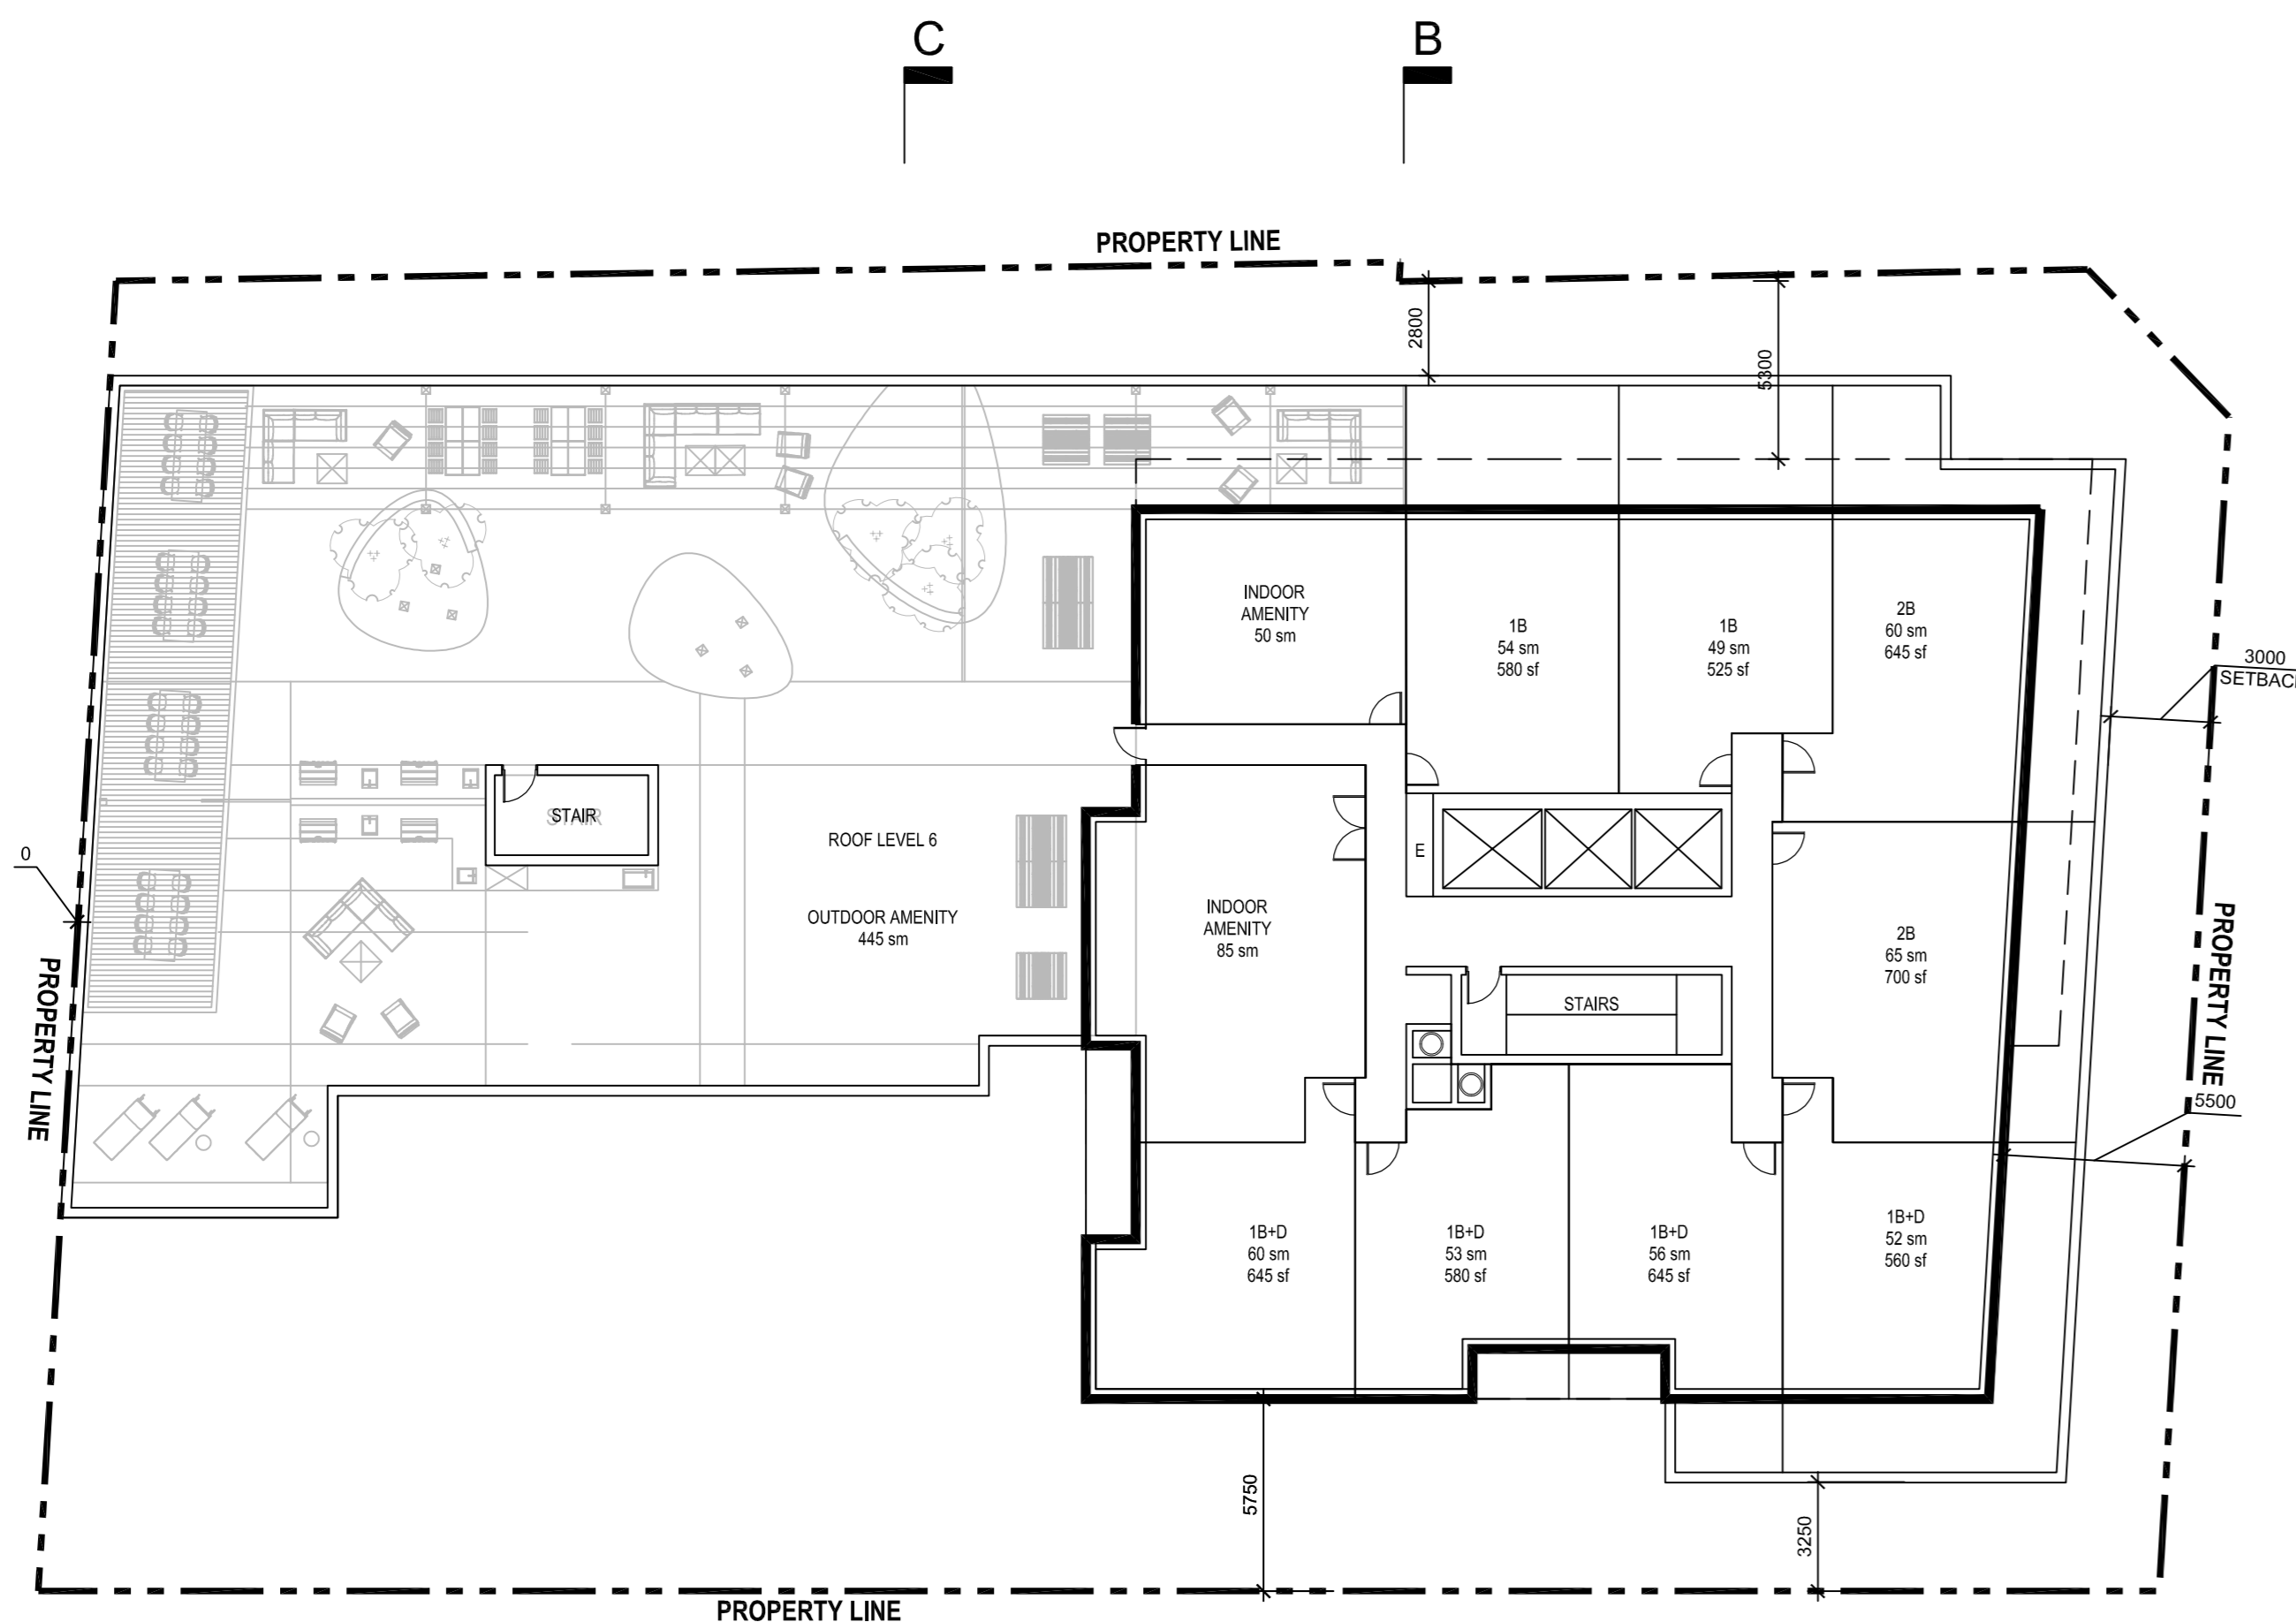 C
B
PROPERTY LINE
2800
5300
INDOOR
AMENITY
50 sm
1B
54 sm
580 sf
1B
49 sm
525 sf
2B
60 sm
645 sf
3000
SETBAC
STAIR
STAIR
ROOF LEVEL 6
OUTDOOR AMENITY
445 sm
0
E
INDOOR
AMENITY
85 sm
2B
65 sm
700 sf
STAIRS
PROPERTY LINE
PROPERTY LINE
5500
1B+D
60 sm
645 sf
1B+D
53 sm
580 sf
1B+D
56 sm
645 sf
1B+D
52 sm
560 sf
5750
3250
PROPERTY LINE